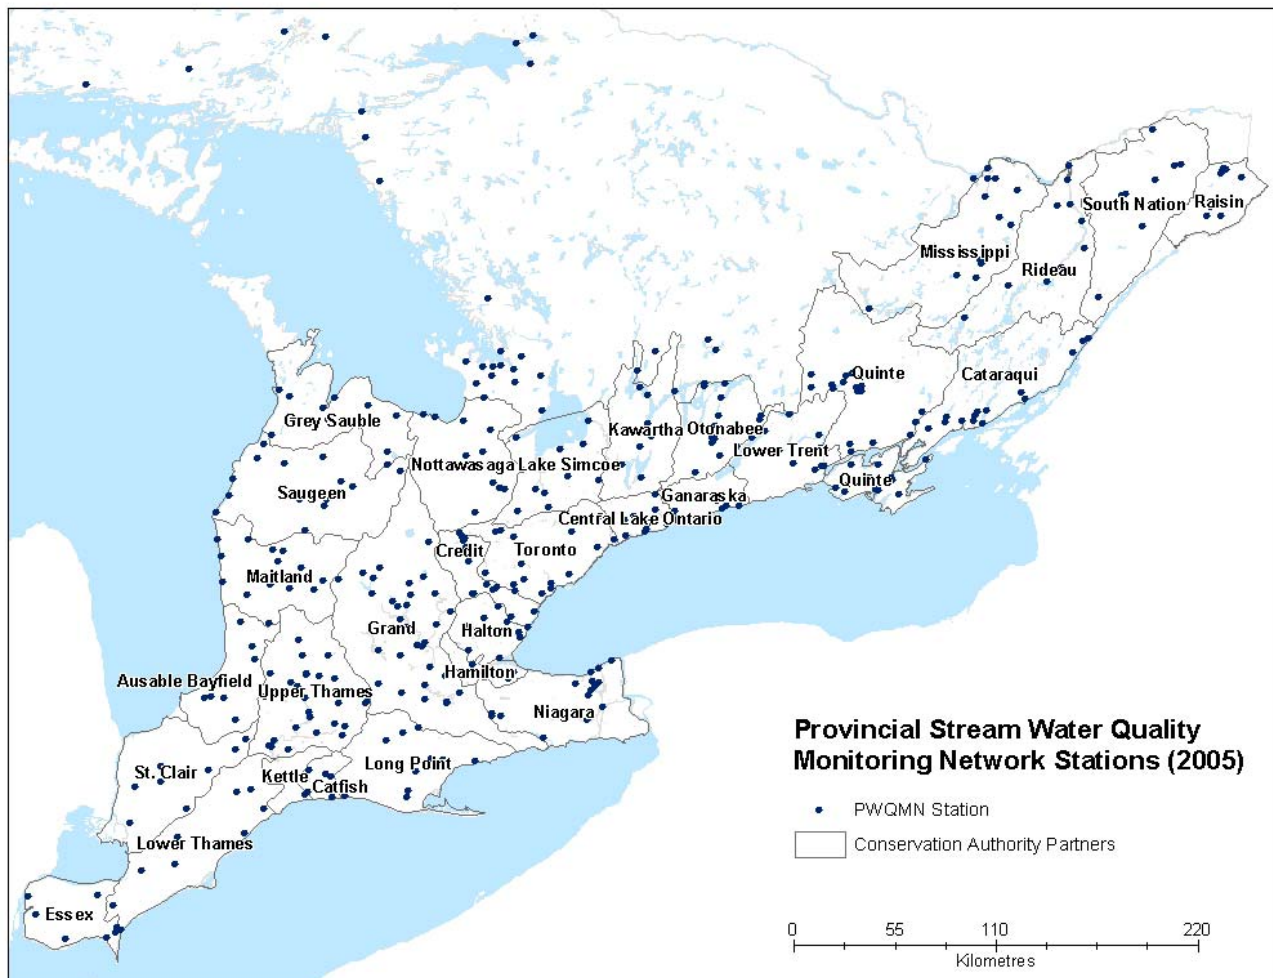 South Nation
Raisin
Mississippi
Rideau
Quinte
Cataraqui
Grey Sauble
Kawartha
Otonabee
Lower Trent
Nottawasaga
Lake Simcoe
Saugeen
Quinte
Ganaraska
Central Lake Ontario
Credit
Toronto
Maitland
Grand
Halton
Hamilton
Ausable Bayfield
Upper Thames
Niagara
St. Clair
Kettle
Long Point
Catfish
Lower Thames
Essex
Provincial Stream Water Quality
Monitoring Network Stations (2005)
PWQMN Station
Conservation Authority Partners
0 55 110 220
Kilometres